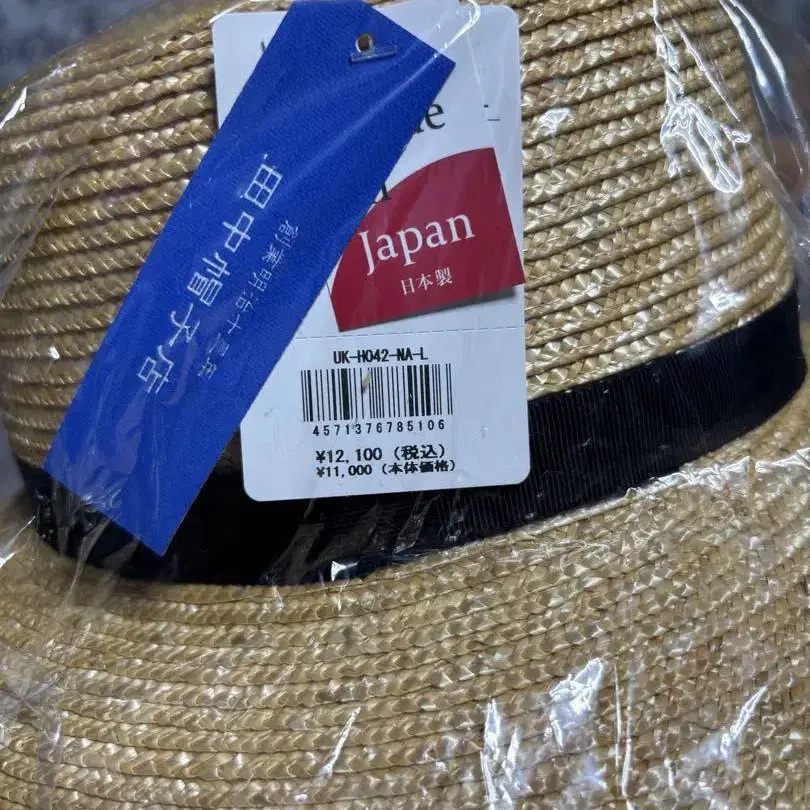 田中帽子店
創業明治十三年
Japan
日本製
UK-H042-NA-L
4571376785106
¥12,100 (税込)
¥11,000 (本体価格)